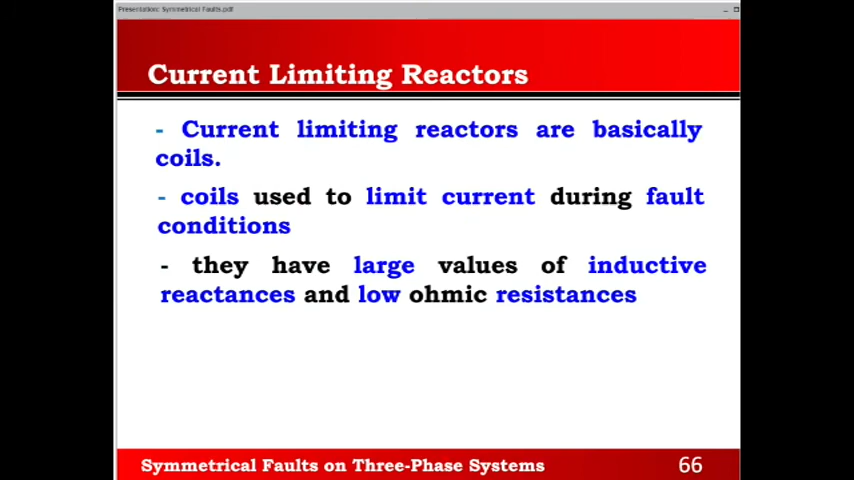 Presentation: Symmetrical Faults.pdf
Current Limiting Reactors
- Current limiting reactors are basically
coils.
- coils used to limit current during fault
conditions
- they have large values of inductive
reactances and low ohmic resistances
Symmetrical Faults on Three-Phase Systems 66